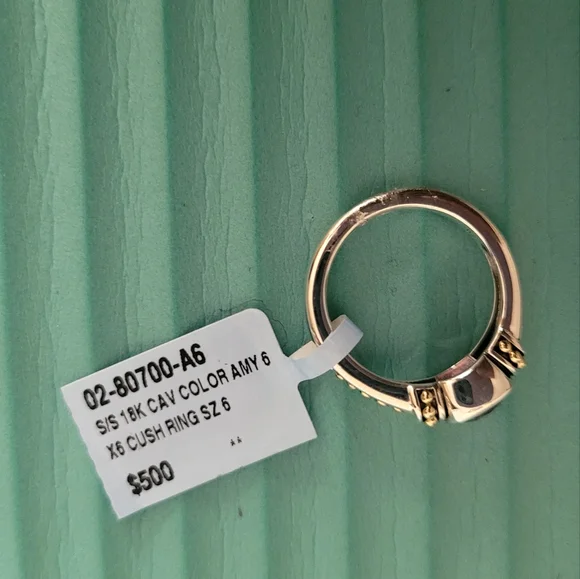 02-80700-A6
S/S 18K CAV COLOR AMY 6
X6 CUSH RING SZ 6
$500